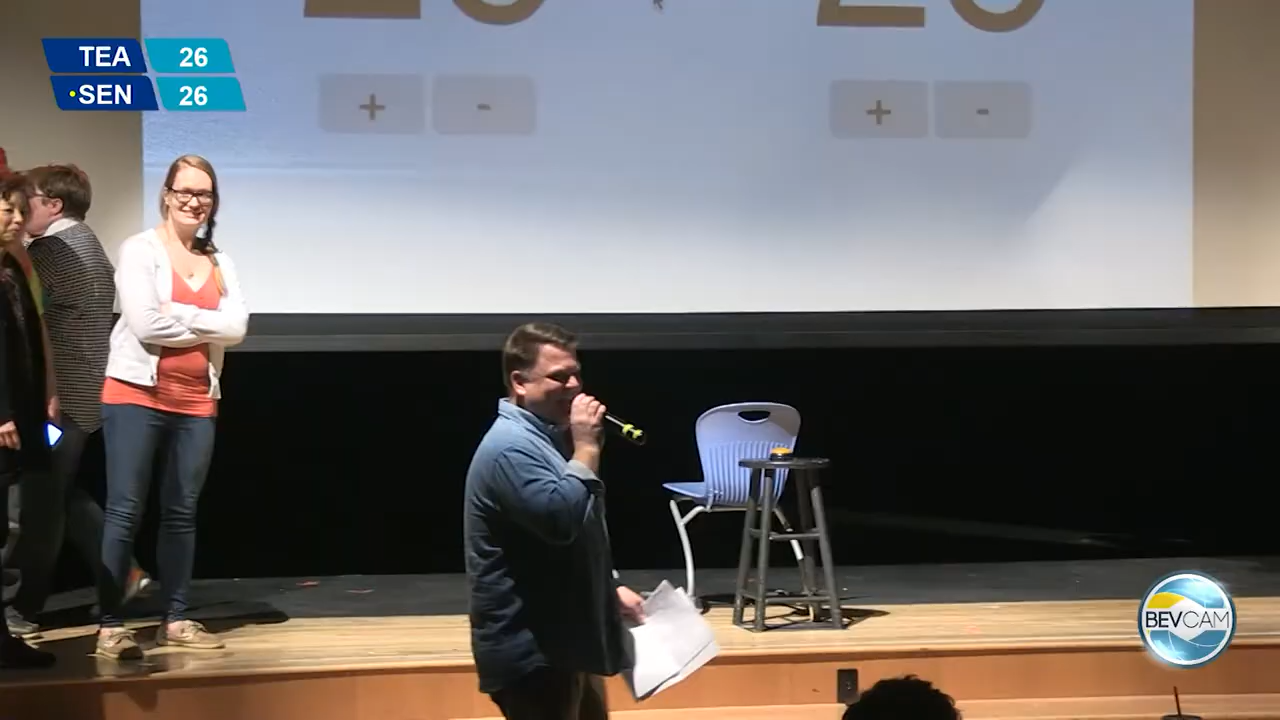 TEA 26
•SEN 26
+ - + -
BEVCAM